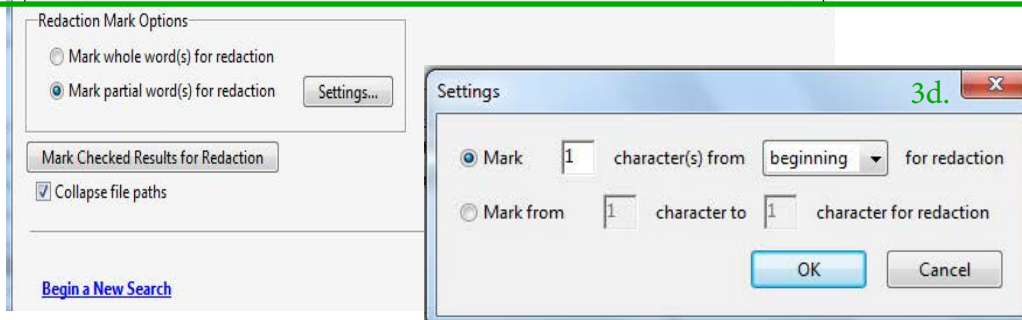 Redaction Mark Options
Mark whole word(s) for redaction
Mark partial word(s) for redaction
Settings...
Mark Checked Results for Redaction
Collapse file paths
Begin a New Search
Settings
3d.
x
Mark 1 character(s) from beginning for redaction
Mark from 1 character to 1 character for redaction
OK Cancel